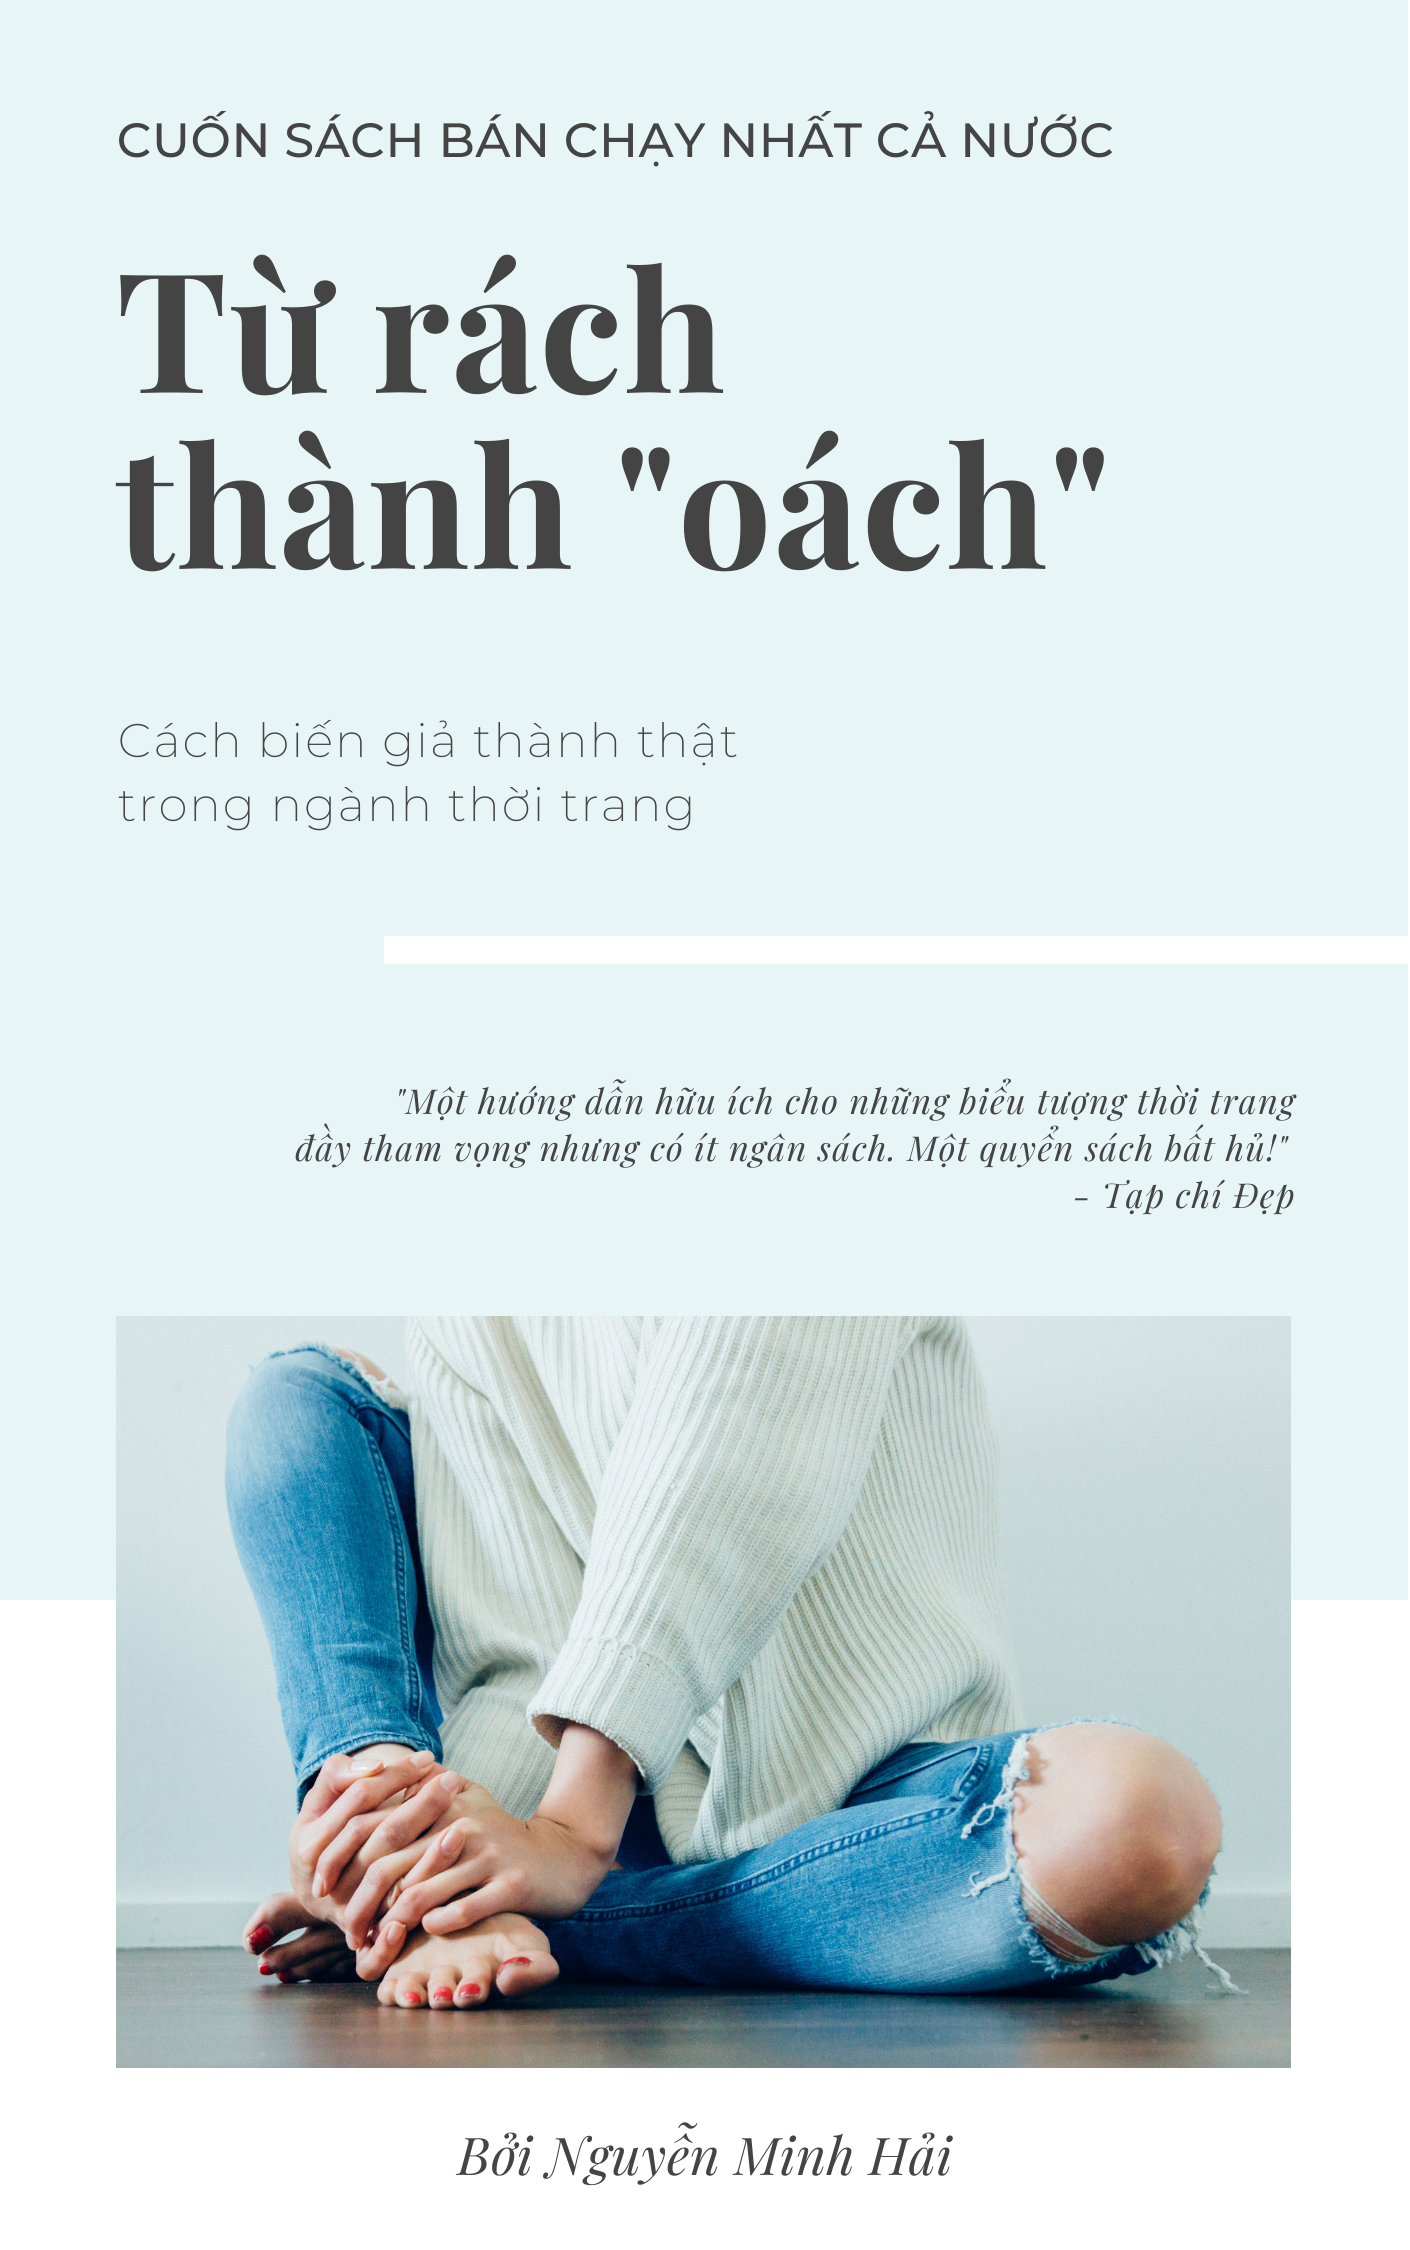 CUỐN SÁCH BÁN CHẠY NHẤT CẢ NƯỚC
Từ rách
thành "oách"
Cách biến giả thành thật
trong ngành thời trang
"Một hướng dẫn hữu ích cho những biểu tượng thời trang
đầy tham vọng nhưng có ít ngân sách. Một quyển sách bất hủ!"
- Tạp chí Đẹp
Bởi Nguyễn Minh Hải